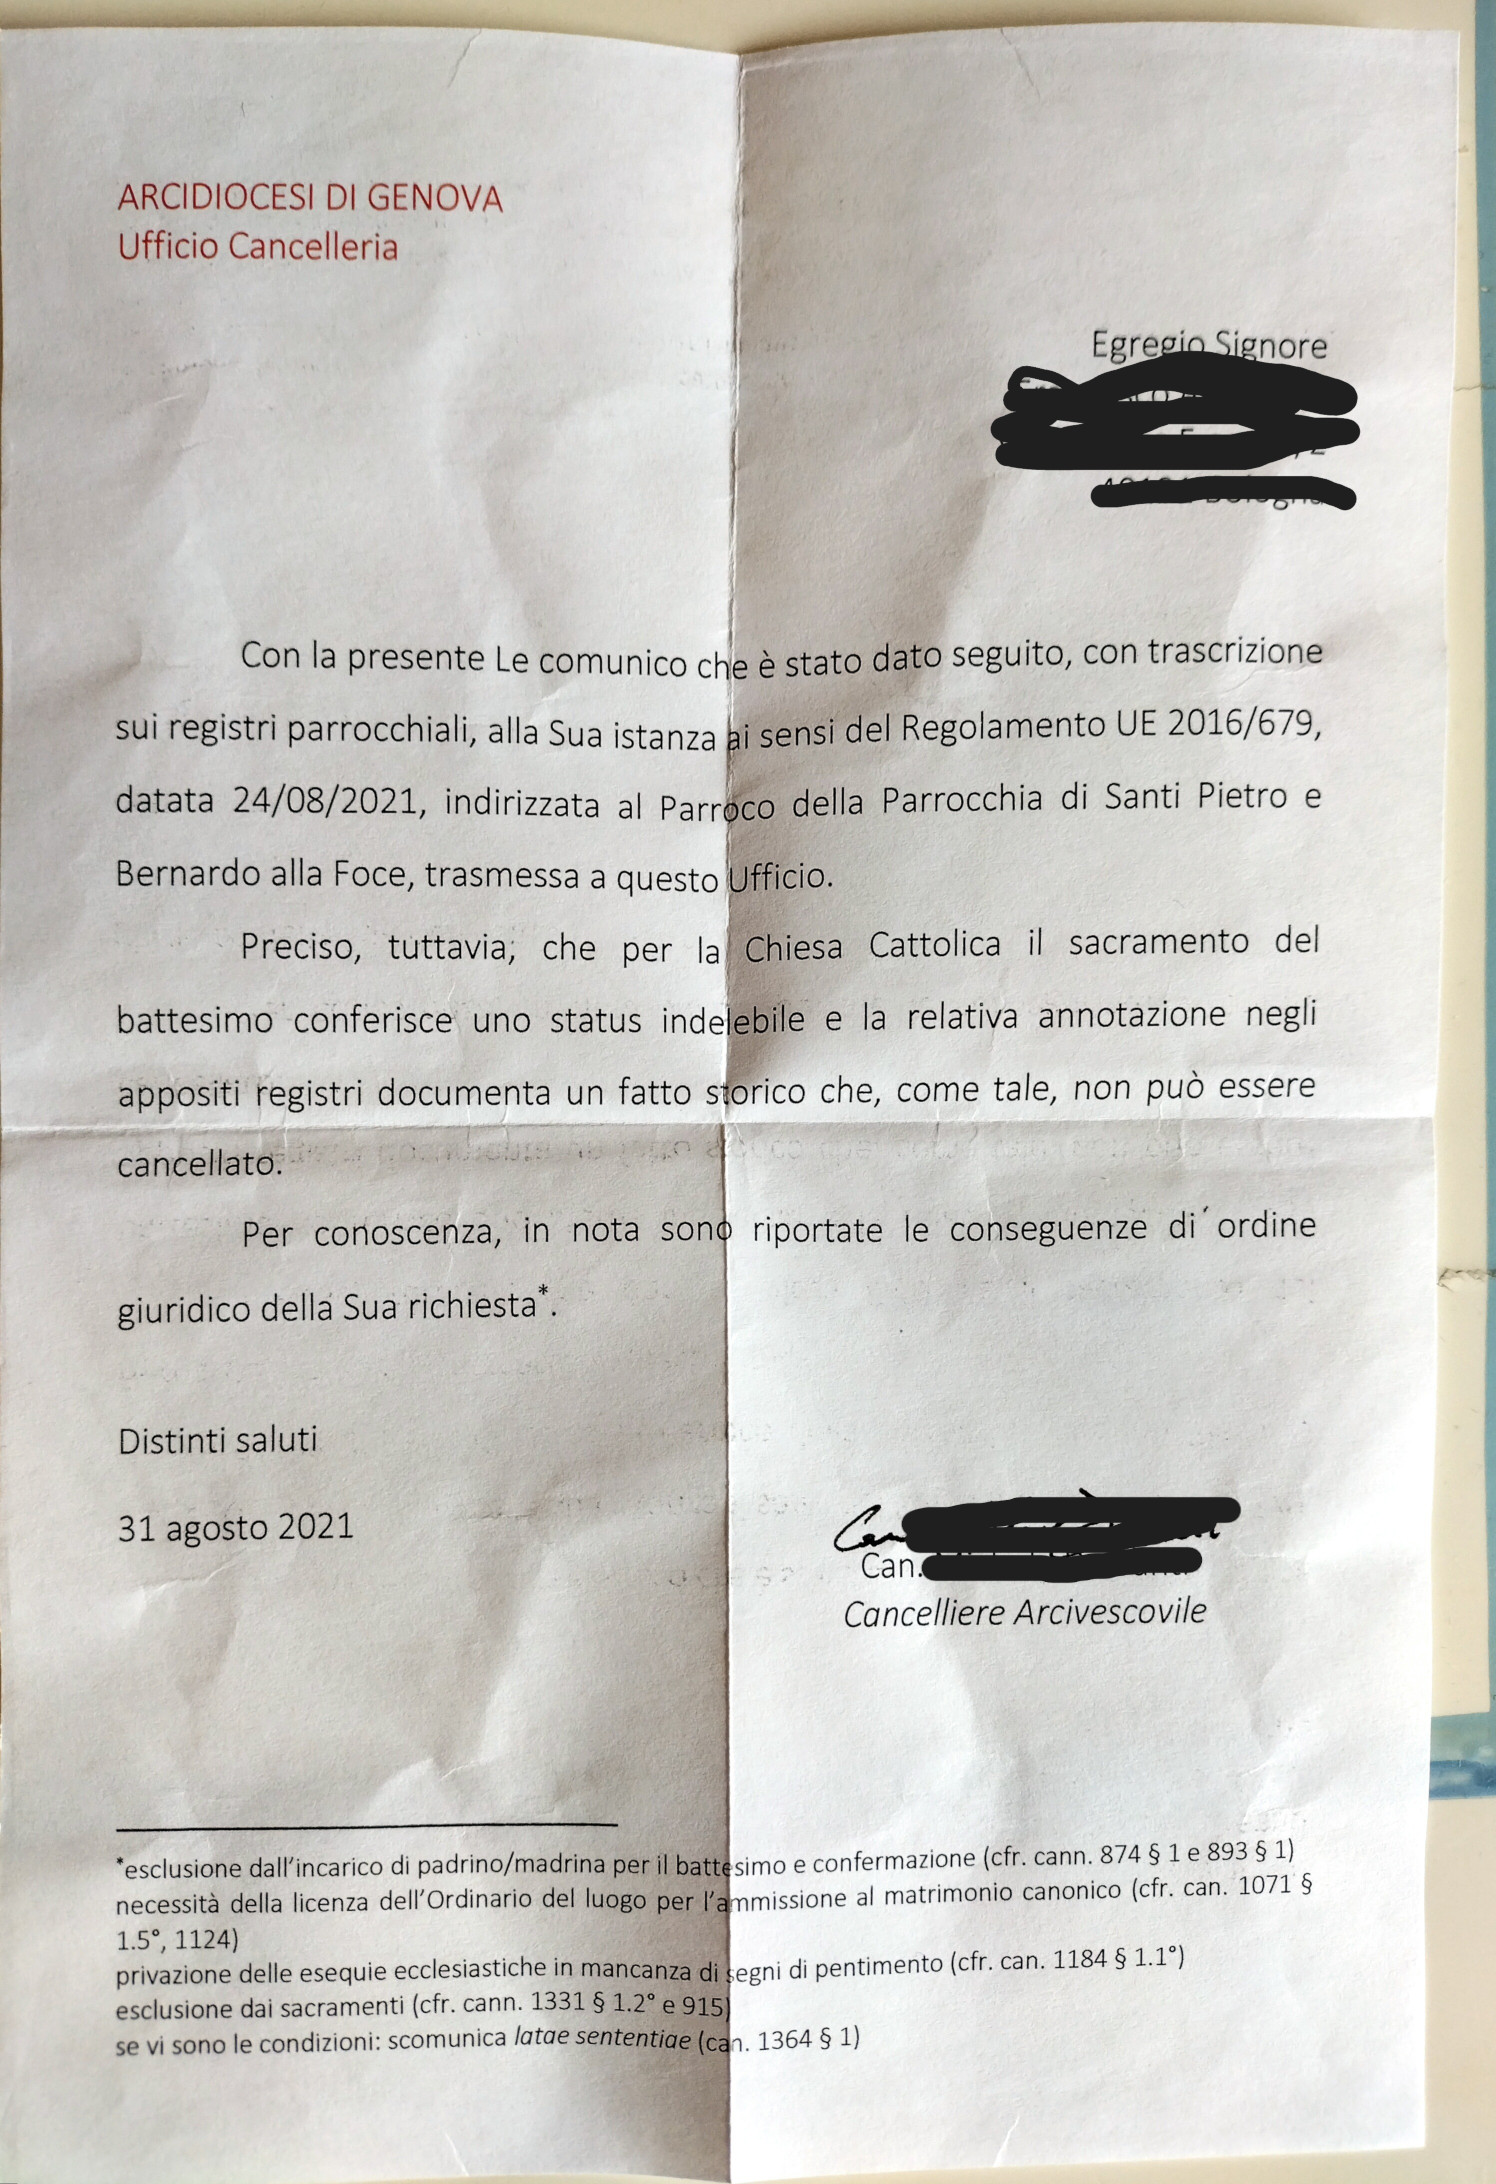 ARCIDIOCESI DI GENOVA
Ufficio Cancelleria
Egregio Signore
Con la presente Le comunico che è stato dato seguito, con trascrizione
sui registri parrocchiali, alla Sua istanza ai sensi del Regolamento UE 2016/679,
datata 24/08/2021, indirizzata al Parroco della Parrocchia di Santi Pietro e
Bernardo alla Foce, trasmessa a questo Ufficio.
Preciso, tuttavia, che per la Chiesa Cattolica il sacramento del
battesimo conferisce uno status indelebile e la relativa annotazione negli
appositi registri documenta un fatto storico che, come tale, non può essere
cancellato.
Per conoscenza, in nota sono riportate le conseguenze di ordine
giuridico della Sua richiesta*.
Distinti saluti
31 agosto 2021
Can.
Cancelliere Arcivescovile
*esclusione dall'incarico di padrino/madrina per il battesimo e confermazione (cfr. cann. 874 § 1 e 893 § 1)
necessità della licenza dell'Ordinario del luogo per l'ammissione al matrimonio canonico (cfr. can. 1071 §
1.5°, 1124)
privazione delle esequie ecclesiastiche in mancanza di segni di pentimento (cfr. can. 1184 § 1.1°)
esclusione dai sacramenti (cfr. cann. 1331 § 1.2° e 915)
se vi sono le condizioni: scomunica latae sententiae (can. 1364 § 1)